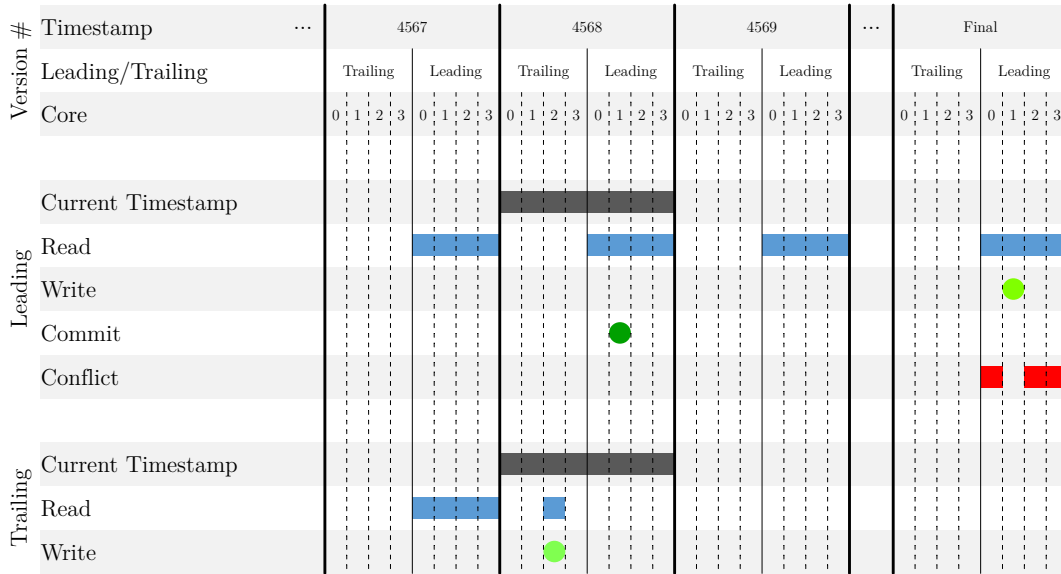 Version #
Timestamp ... 4567 4568 4569 ... Final
Leading/Trailing Trailing Leading Trailing Leading Trailing Leading Trailing Leading
Core 0 1 2 3 0 1 2 3 0 1 2 3 0 1 2 3 0 1 2 3 0 1 2 3 0 1 2 3 0 1 2 3
Leading
Current Timestamp
Read
Write
Commit
Conflict
Trailing
Current Timestamp
Read
Write